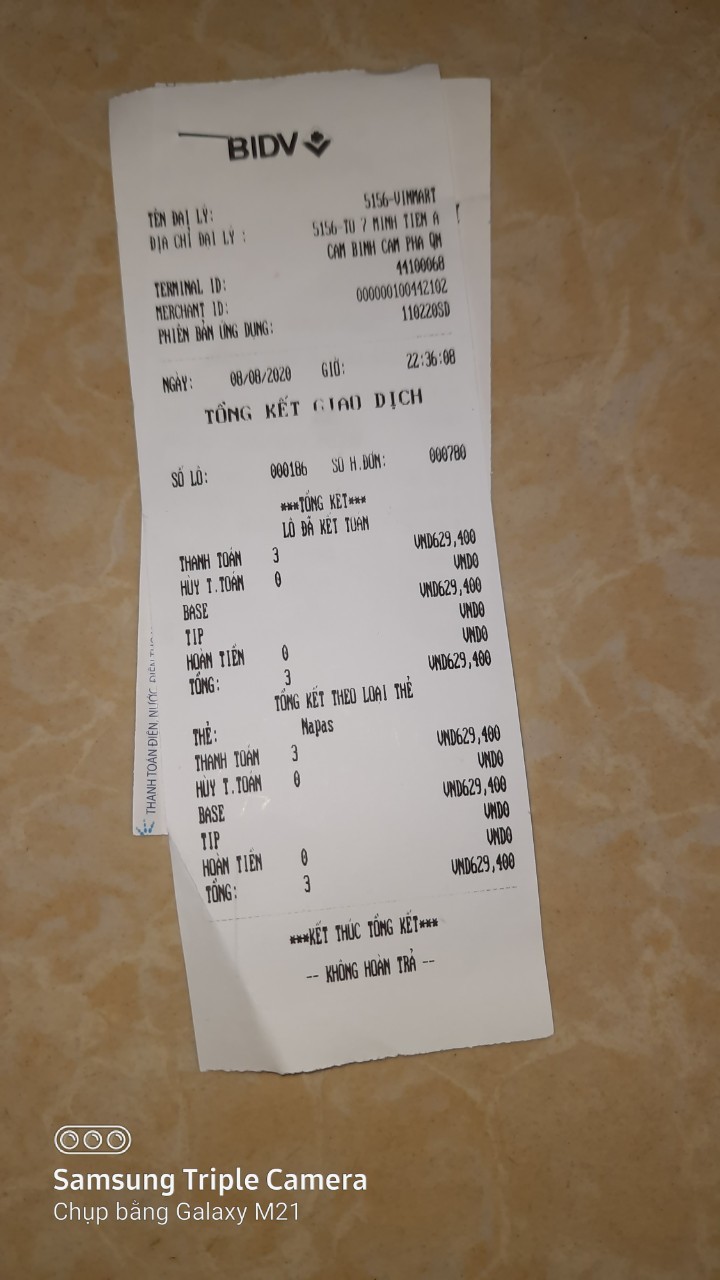 BIDV
TÊN ĐẠI LÝ: 5156-VINMART
ĐỊA CHỈ ĐẠI LÝ : 5156-TỔ 7 MINH TIEN A
CAM BINH CAM PHA QN
TERMINAL ID: 44100068
MERCHANT ID: 000000100442102
PHIÊN BẢN ỨNG DỤNG: 110220SD
NGÀY: 08/08/2020 GIỜ: 22:36:08
TỔNG KẾT GIAO DỊCH
SỐ LÔ: 000186 SỐ H.ĐƠN: 000780
***TỔNG KẾT***
LÔ ĐÃ KẾT TOÁN
THANH TOÁN 3 VND629,400
HỦY T.TOÁN 0 VND0
BASE VND629,400
TIP VND0
HOÀN TIỀN 0 VND0
TỔNG: 3 VND629,400
TỔNG KẾT THEO LOẠI THẺ
THẺ: Napas
THANH TOÁN 3 VND629,400
HỦY T.TOÁN 0 VND0
BASE VND629,400
TIP VND0
HOÀN TIỀN 0 VND0
TỔNG: 3 VND629,400
***KẾT THÚC TỔNG KẾT***
-- KHÔNG HOÀN TRẢ --
THANH TOÁN ĐIỆN, NƯỚC, ĐIỆN
Samsung Triple Camera
Chụp bằng Galaxy M21